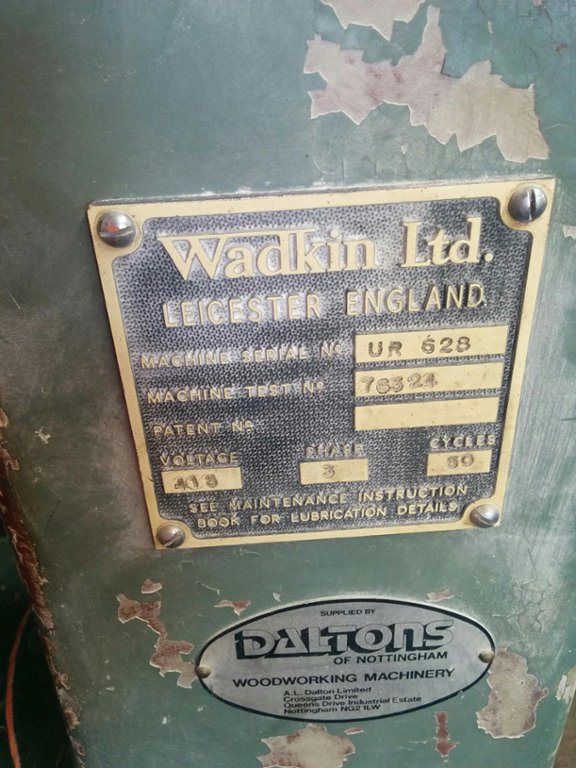 Wadkin Ltd.
LEICESTER ENGLAND
MACHINE SERIAL Nº UR 628
MACHINE TEST Nº 76324
PATENT Nº
VOLTAGE PHASE CYCLES
415 3 50
SEE MAINTENANCE INSTRUCTION
BOOK FOR LUBRICATION DETAILS
SUPPLIED BY
DALTONS
OF NOTTINGHAM
WOODWORKING MACHINERY
A.L. Dalton Limited
Crossgate Drive
Queens Drive Industrial Estate
Nottingham NG2 1LW